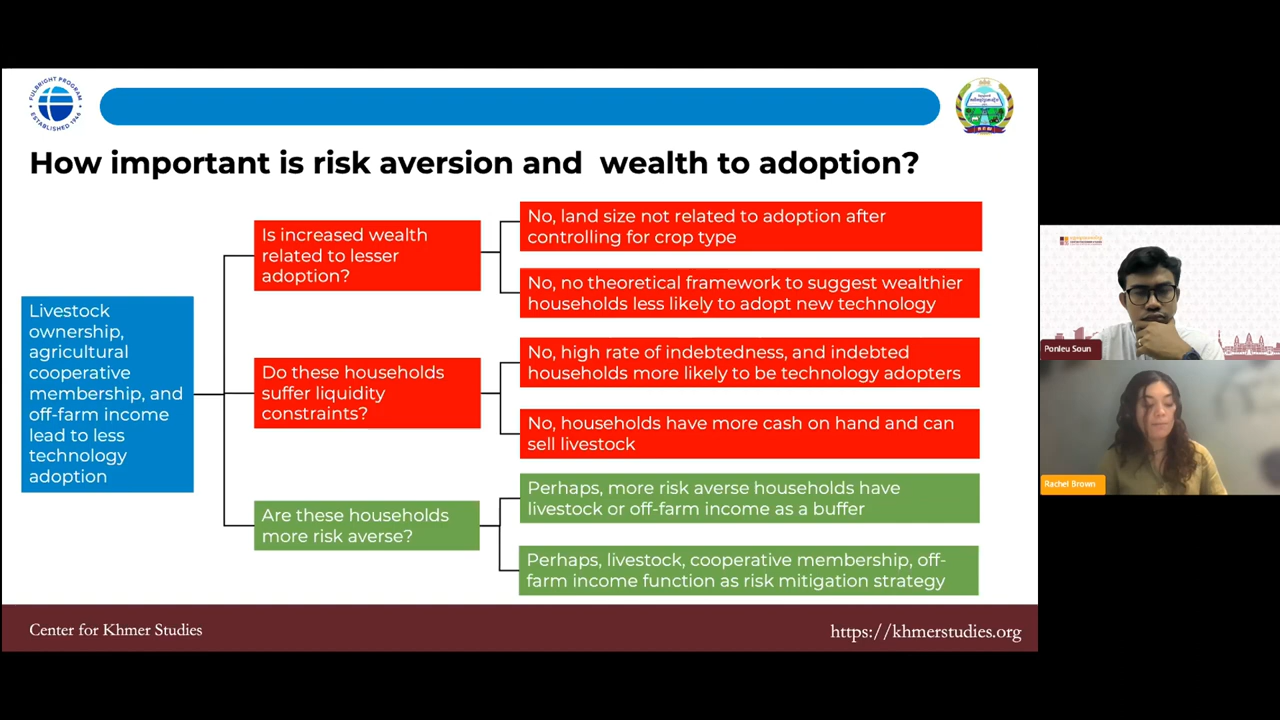 FULBRIGHT PROGRAM
ESTABLISHED 1946
How important is risk aversion and  wealth to adoption?
Livestock
ownership,
agricultural
cooperative
membership, and
off-farm income
lead to less
technology
adoption
Is increased wealth
related to lesser
adoption?
No, land size not related to adoption after
controlling for crop type
No, no theoretical framework to suggest wealthier
households less likely to adopt new technology
Do these households
suffer liquidity
constraints?
No, high rate of indebtedness, and indebted
households more likely to be technology adopters
No, households have more cash on hand and can
sell livestock
Are these households
more risk averse?
Perhaps, more risk averse households have
livestock or off-farm income as a buffer
Perhaps, livestock, cooperative membership, off-
farm income function as risk mitigation strategy
Center for Khmer Studies
https://khmerstudies.org
Ponleu Soun
Rachel Brown